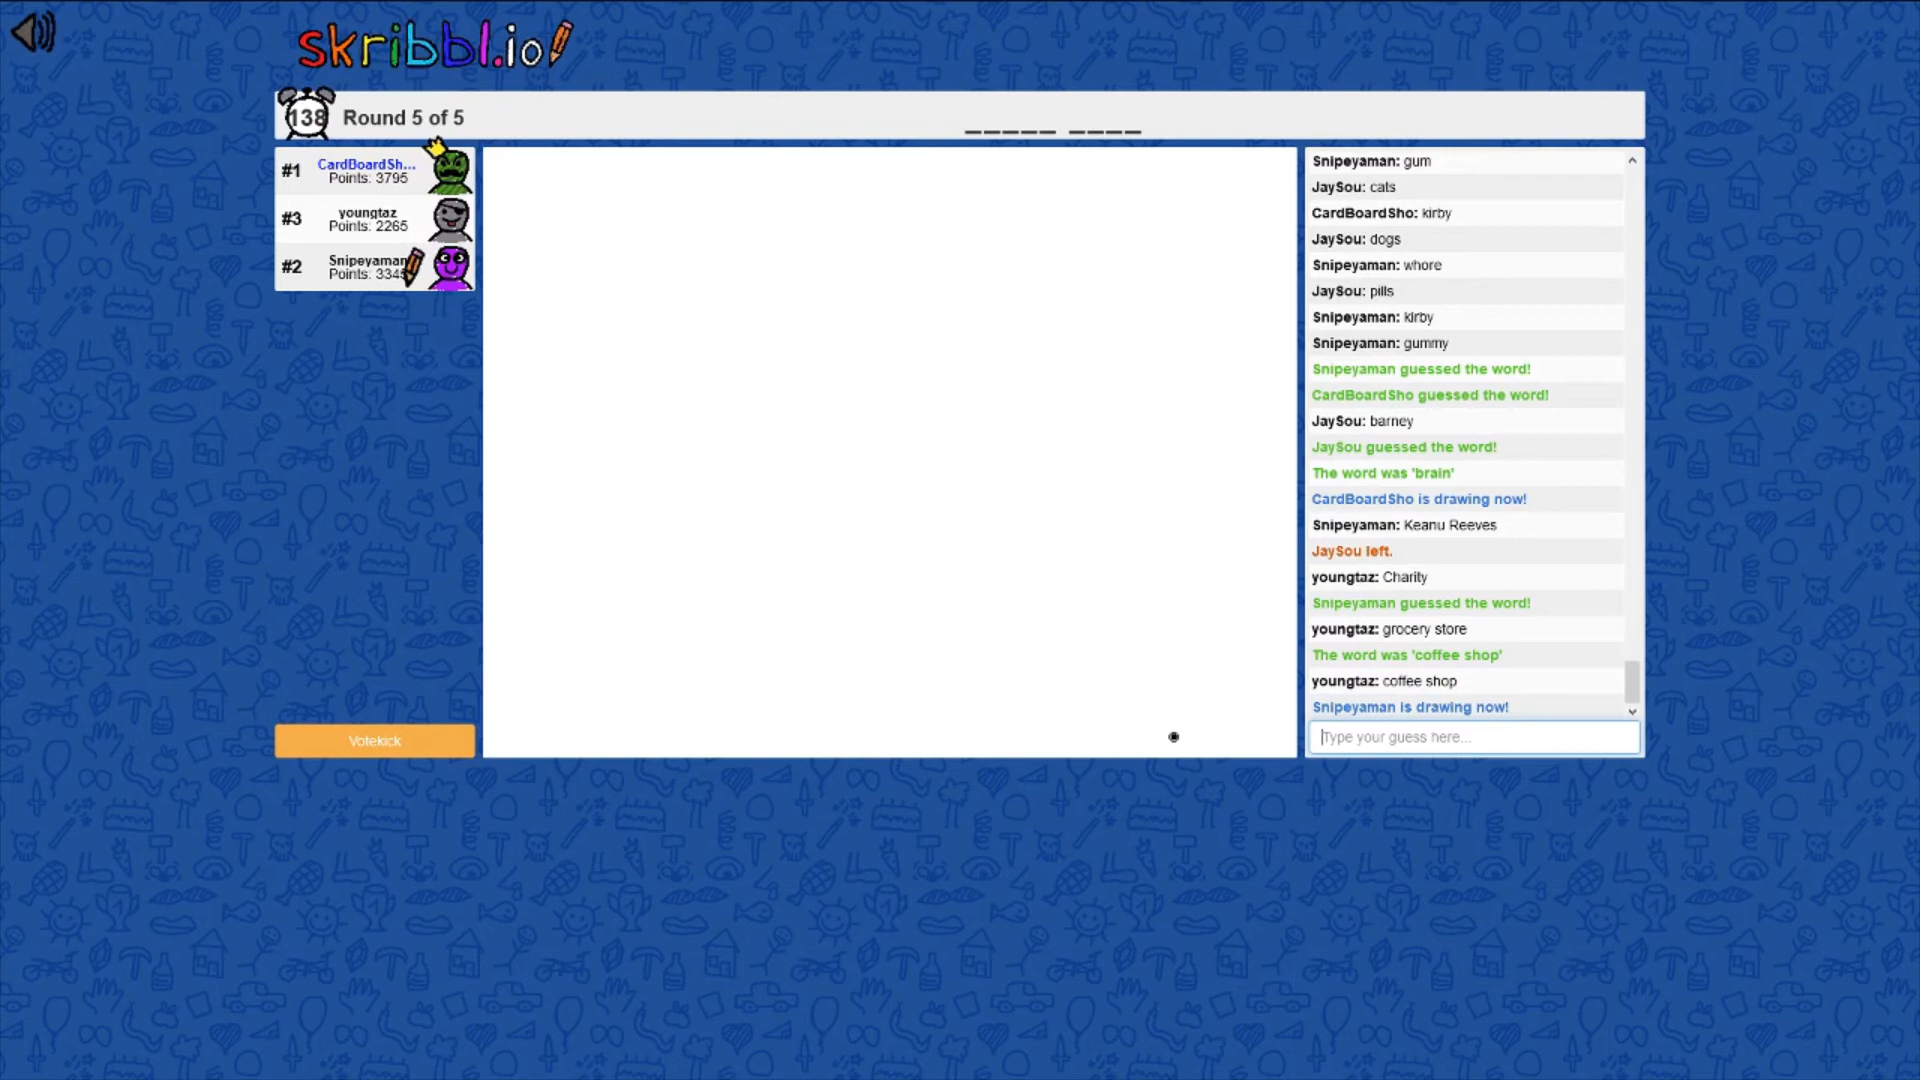 skribbl.io
138
Round 5 of 5
_____ ____
#1
CardBoardSh...
Points: 3795
#3
youngtaz
Points: 2265
#2
Snipeyaman
Points: 3345
Votekick
Snipeyaman: gum
JaySou: cats
CardBoardSho: kirby
JaySou: dogs
Snipeyaman: whore
JaySou: pills
Snipeyaman: kirby
Snipeyaman: gummy
Snipeyaman guessed the word!
CardBoardSho guessed the word!
JaySou: barney
JaySou guessed the word!
The word was 'brain'
CardBoardSho is drawing now!
Snipeyaman: Keanu Reeves
JaySou left.
youngtaz: Charity
Snipeyaman guessed the word!
youngtaz: grocery store
The word was 'coffee shop'
youngtaz: coffee shop
Snipeyaman is drawing now!
Type your guess here...